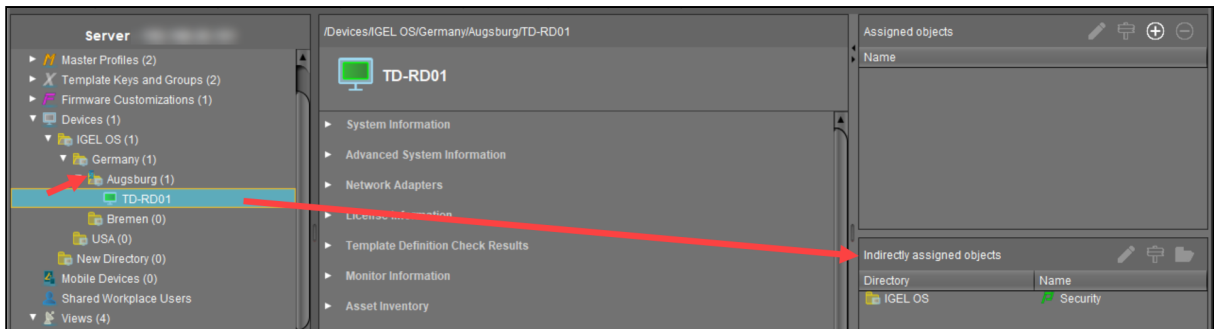 Server
Master Profiles (2)
Template Keys and Groups (2)
Firmware Customizations (1)
Devices (1)
IGEL OS (1)
Germany (1)
Augsburg (1)
TD-RD01
Bremen (0)
USA (0)
New Directory (0)
Mobile Devices (0)
Shared Workplace Users
Views (4)
/Devices/IGEL OS/Germany/Augsburg/TD-RD01
TD-RD01
System Information
Advanced System Information
Network Adapters
License Information
Template Definition Check Results
Monitor Information
Asset Inventory
Assigned objects
Name
Indirectly assigned objects
Directory Name
IGEL OS Security